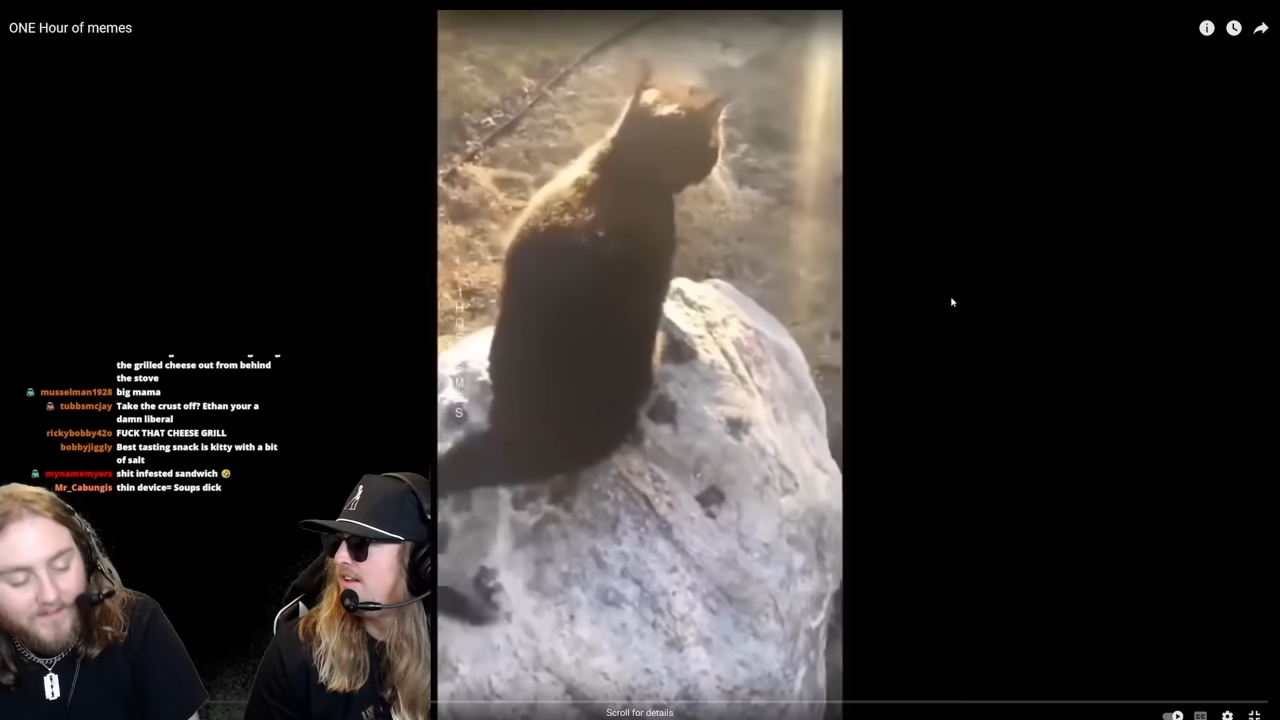 ONE Hour of memes
the grilled cheese out from behind
the stove
musselman1928 big mama
tubbsmcjay Take the crust off? Ethan your a
damn liberal
rickybobby42o FUCK THAT CHEESE GRILL
bobbyjiggly Best tasting snack is kitty with a bit
of salt
mynamemyers shit infested sandwich 🤣
Mr_Cabungis thin device= Soups dick
Scroll for details